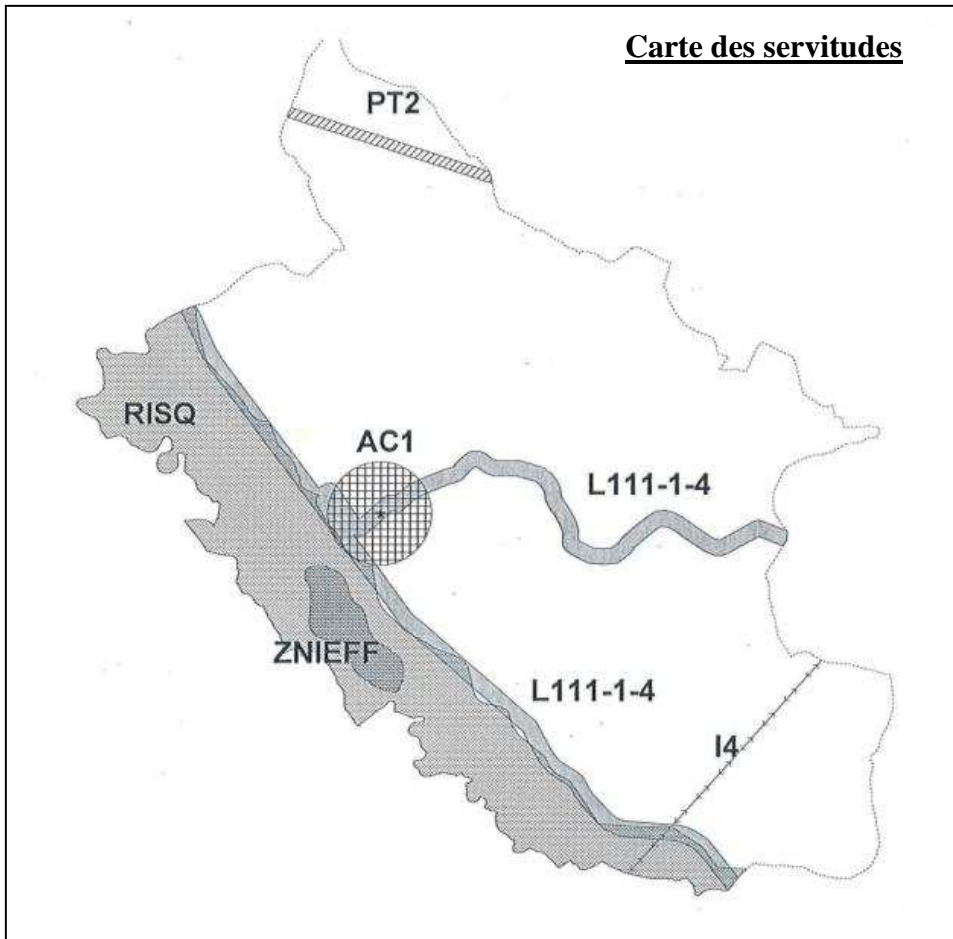 Carte des servitudes
PT2
RISQ
AC1
L111-1-4
ZNIEFF
L111-1-4
I4